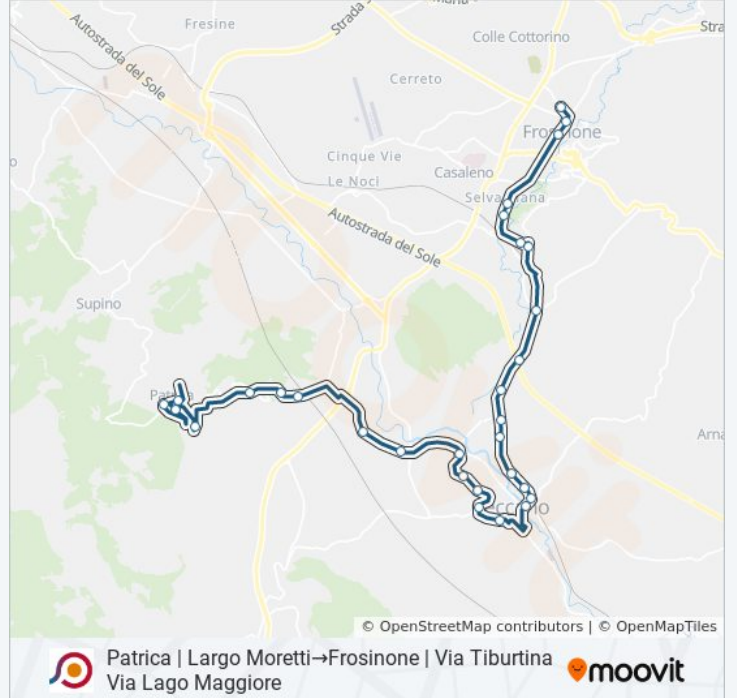 Fresine
Strada
Colle Cottorino
Stra
Autostrada del Sole
Cerreto
Frosinone
Cinque Vie
Casaleno
Le Noci
Autostrada del Sole
Supino
Arna
© OpenStreetMap contributors | © OpenMapTiles
Patrica | Largo Moretti→Frosinone | Via Tiburtina
Via Lago Maggiore
moovit